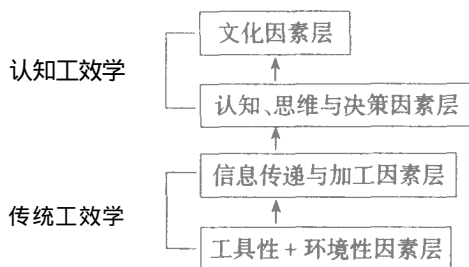 文化因素层
认知工效学
认知、思维与决策因素层
信息传递与加工因素层
传统工效学
工具性+环境性因素层